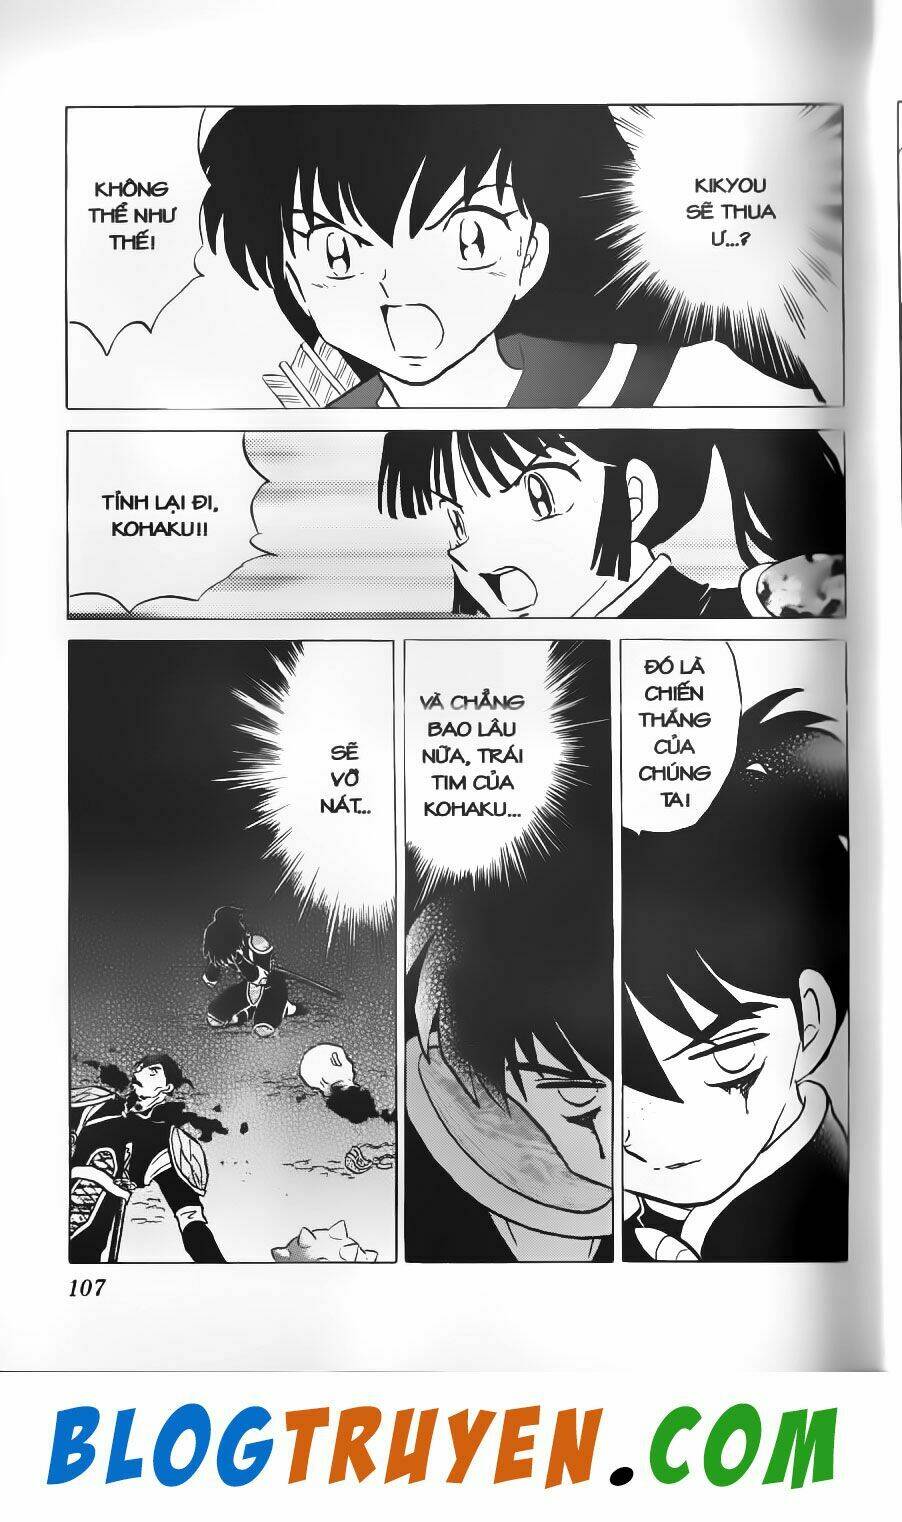 KIKYOU
SẼ THUA
Ư...?
KHÔNG
THỂ NHƯ
THẾ!
TỈNH LẠI ĐI,
KOHAKU!!
ĐÓ LÀ
CHIẾN
THẮNG
CỦA
CHÚNG
TA!
VÀ CHẲNG
BAO LÂU
NỮA, TRÁI
TIM CỦA
KOHAKU...
SẼ
VỠ
NÁT...
107
BLOGTRUYEN.COM